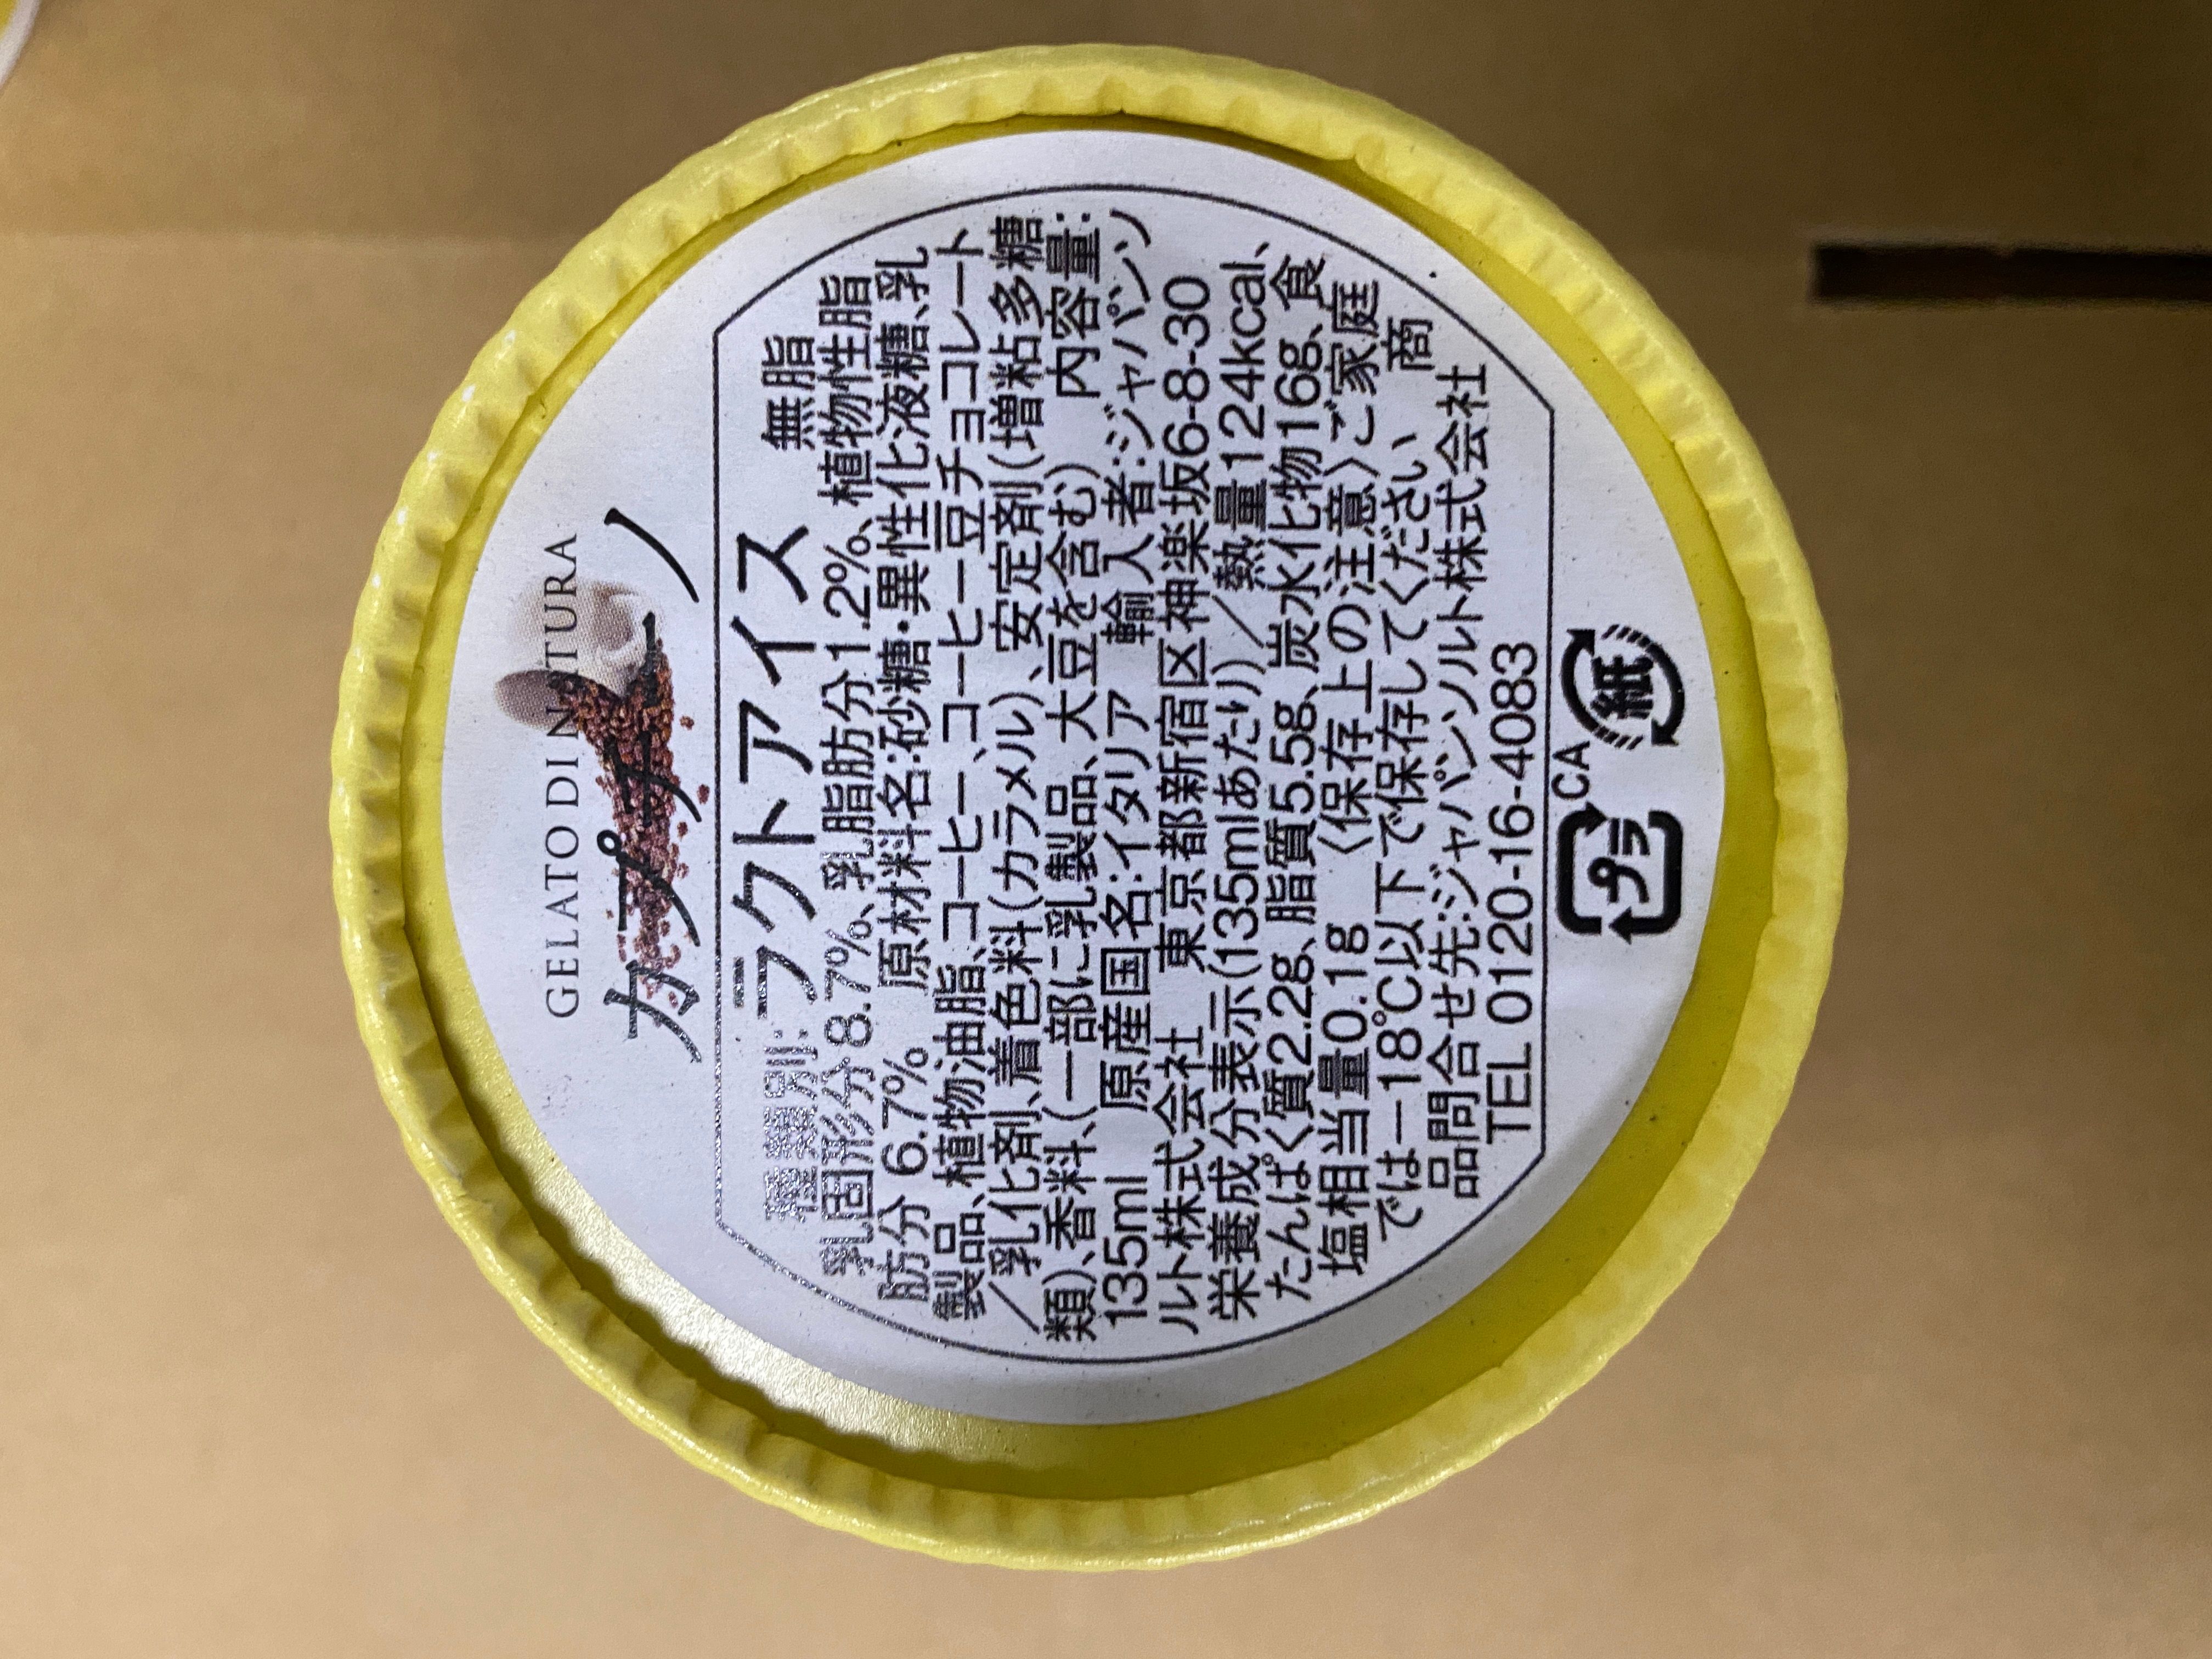 GELATO DI NATURA
カプチーノ
種類別:ラクトアイス 無脂
乳固形分8.7%、乳脂肪分1.2%、植物性脂
肪分 6.7% 原材料名:砂糖・異性化液糖、乳
製品、植物油脂、コーヒー、コーヒー豆チョコレート
/乳化剤、着色料(カラメル)、安定剤(増粘多糖
類)、香料、(一部に乳製品、大豆を含む) 内容量:
135ml 原産国名:イタリア 輸入者:ジャパンソ
ルト株式会社 東京都新宿区神楽坂6-8-30
栄養成分表示(135mlあたり)/熱量124kcal、
たんぱく質2.2g、脂質5.5g、炭水化物16g、食
塩相当量0.1g 〈保存上の注意〉ご家庭
では−18℃以下で保存してください 商
品問合せ先:ジャパンソルト株式会社
TEL 0120-16-4083
プラ CA 紙